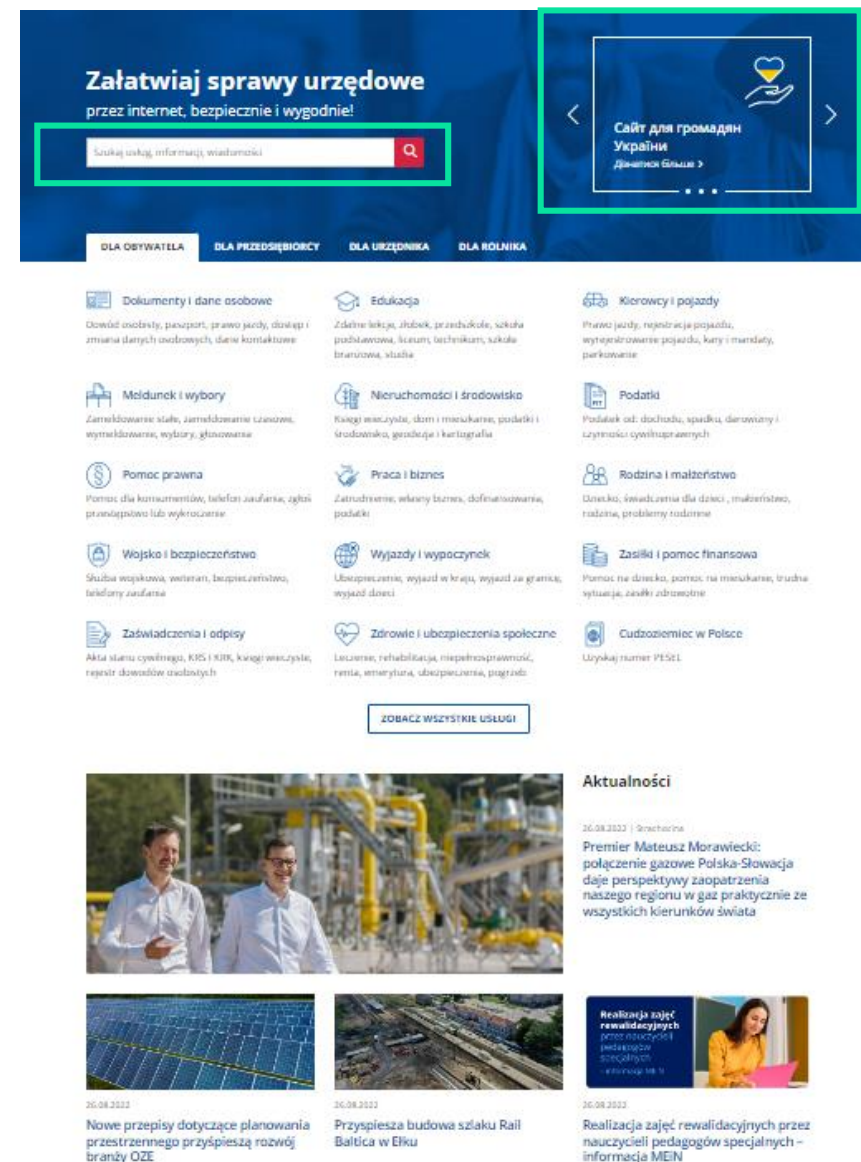 Załatwiaj sprawy urzędowe
przez internet, bezpiecznie i wygodnie!
Szukaj usług, informacji, wiadomości
Сайт для громадян
України
Дізнатися більше >
DLA OBYWATELA
DLA PRZEDSIĘBIORCY
DLA URZĘDNIKA
DLA ROLNIKA
Dokumenty i dane osobowe
Dowód osobisty, paszport, prawo jazdy, dostęp i
zmiana danych osobowych, dane kontaktowe
Edukacja
Zdalne lekcje, żłobek, przedszkole, szkoła
podstawowa, liceum, technikum, szkoła
branżowa, studia
Kierowcy i pojazdy
Prawo jazdy, rejestracja pojazdu,
wyrejestrowanie pojazdu, kary i mandaty,
parkowanie
Meldunek i wybory
Zameldowanie stałe, zameldowanie czasowe,
wymeldowanie, wybory, głosowania
Nieruchomości i środowisko
Księgi wieczyste, dom i mieszkanie, podatki i
środowisko, geodezja i kartografia
Podatki
Podatek od: dochodu, spadku, darowizny i
czynności cywilnoprawnych
Pomoc prawna
Pomoc dla konsumentów, telefon zaufania, zgłoś
przestępstwo lub wykroczenie
Praca i biznes
Zatrudnienie, własny biznes, dofinansowania,
podatki
Rodzina i małżeństwo
Dziecko, świadczenia dla dzieci , małżeństwo,
rodzina, problemy rodzinne
Wojsko i bezpieczeństwo
Służba wojskowa, weteran, bezpieczeństwo,
telefony zaufania
Wyjazdy i wypoczynek
Ubezpieczenie, wyjazd w kraju, wyjazd za granicę,
wyjazd dzieci
Zasiłki i pomoc finansowa
Pomoc na dziecko, pomoc na mieszkanie, trudna
sytuacja, zasiłki zdrowotne
Zaświadczenia i odpisy
Akta stanu cywilnego, KRS i KRK, księgi wieczyste,
rejestr dowodów osobistych
Zdrowie i ubezpieczenia społeczne
Leczenie, rehabilitacja, niepełnosprawność,
renta, emerytura, ubezpieczenia, pogrzeb
Cudzoziemiec w Polsce
Uzyskaj numer PESEL
ZOBACZ WSZYSTKIE USŁUGI
Aktualności
26.08.2022 | Strachocina
Premier Mateusz Morawiecki:
połączenie gazowe Polska-Słowacja
daje perspektywy zaopatrzenia
naszego regionu w gaz praktycznie ze
wszystkich kierunków świata
Realizacja zajęć
rewalidacyjnych
przez nauczycieli
pedagogów
specjalnych
- informacja MEiN
26.08.2022
Nowe przepisy dotyczące planowania
przestrzennego przyśpieszą rozwój
branży OZE
26.08.2022
Przyspiesza budowa szlaku Rail
Baltica w Ełku
26.08.2022
Realizacja zajęć rewalidacyjnych przez
nauczycieli pedagogów specjalnych –
informacja MEiN